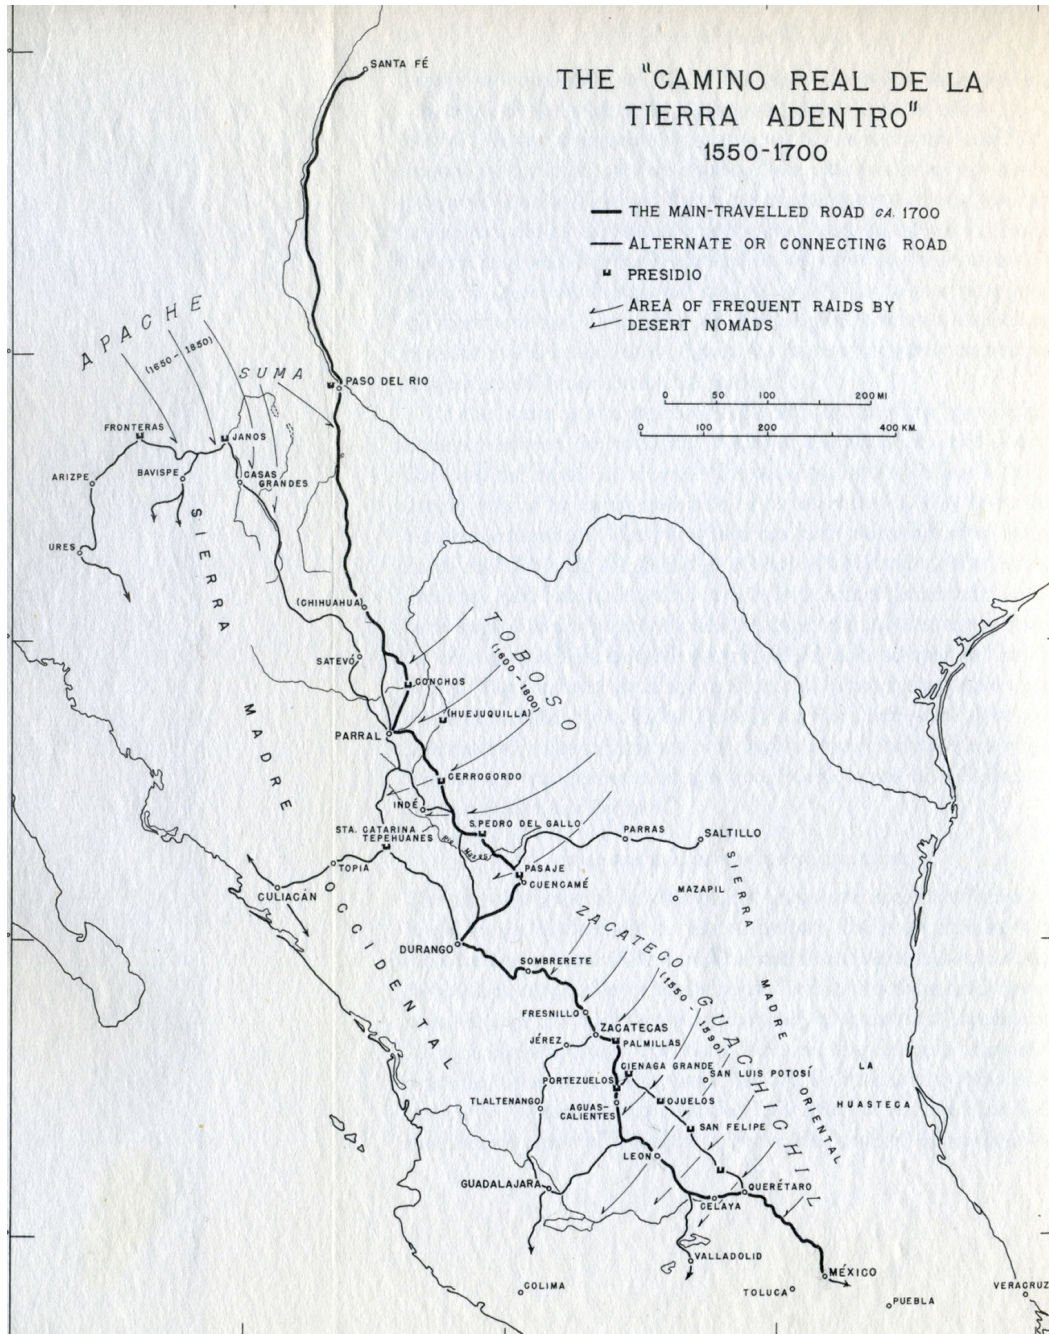 THE "CAMINO REAL DE LA
TIERRA ADENTRO"
1550-1700
THE MAIN-TRAVELLED ROAD CA. 1700
ALTERNATE OR CONNECTING ROAD
PRESIDIO
AREA OF FREQUENT RAIDS BY
DESERT NOMADS
0 50 100 200 MI
0 100 200 400 KM.
SANTA FÉ
APACHE
(1650-1850)
SUMA
PASO DEL RIO
FRONTERAS
JANOS
ARIZPE
BAVISPE
CASAS
GRANDES
URES
SIERRA
MADRE
OCCIDENTAL
(CHIHUAHUA)
TOBOSO
(1600-1800)
SATEVÓ
CONCHOS
(HUEJUQUILLA)
PARRAL
CERROGORDO
INDÉ
S. PEDRO DEL GALLO
PARRAS
SALTILLO
STA. CATARINA
TEPEHUANES
TOPIA
PASAJE
CUENCAMÉ
CULIACÁN
MAZAPIL
SIERRA
MADRE
ORIENTAL
DURANGO
ZACATECO
(1550-1590)
GUACHICHIL
SOMBRERETE
FRESNILLO
ZACATECAS
JÉREZ
PALMILLAS
CIENAGA GRANDE
SAN LUIS POTOSÍ
LA
HUASTECA
PORTEZUELOS
TLALTENANGO
AGUAS-
CALIENTES
OJUELOS
SAN FELIPE
LEON
GUADALAJARA
QUERÉTARO
CELAYA
VALLADOLID
MÉXICO
COLIMA
TOLUCA
PUEBLA
VERACRUZ